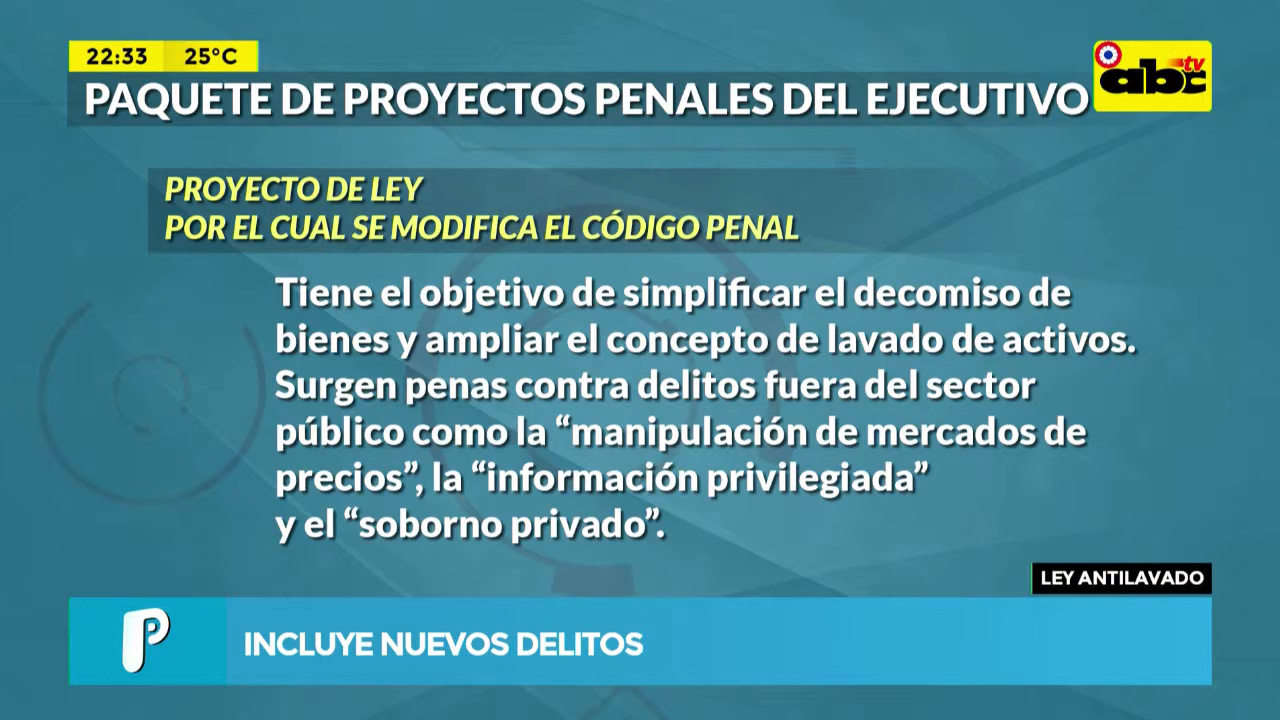 22:33 25°C
abc tv
PAQUETE DE PROYECTOS PENALES DEL EJECUTIVO
PROYECTO DE LEY
POR EL CUAL SE MODIFICA EL CÓDIGO PENAL
Tiene el objetivo de simplificar el decomiso de
bienes y ampliar el concepto de lavado de activos.
Surgen penas contra delitos fuera del sector
público como la “manipulación de mercados de
precios”, la “información privilegiada”
y el “soborno privado”.
LEY ANTILAVADO
P
INCLUYE NUEVOS DELITOS